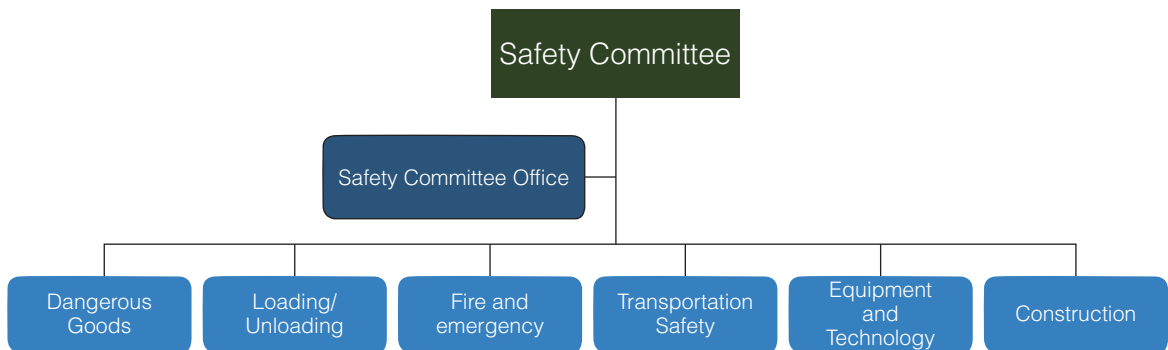 Safety Committee
Safety Committee Office
Dangerous
Goods
Loading/
Unloading
Fire and
emergency
Transportation
Safety
Equipment
and
Technology
Construction